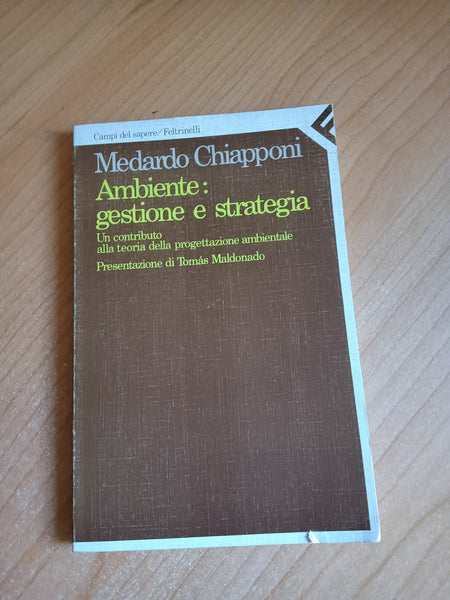 Campi del sapere/Feltrinelli
Medardo Chiapponi
Ambiente:
gestione e strategia
Un contributo
alla teoria della progettazione ambientale
Presentazione di Tomás Maldonado